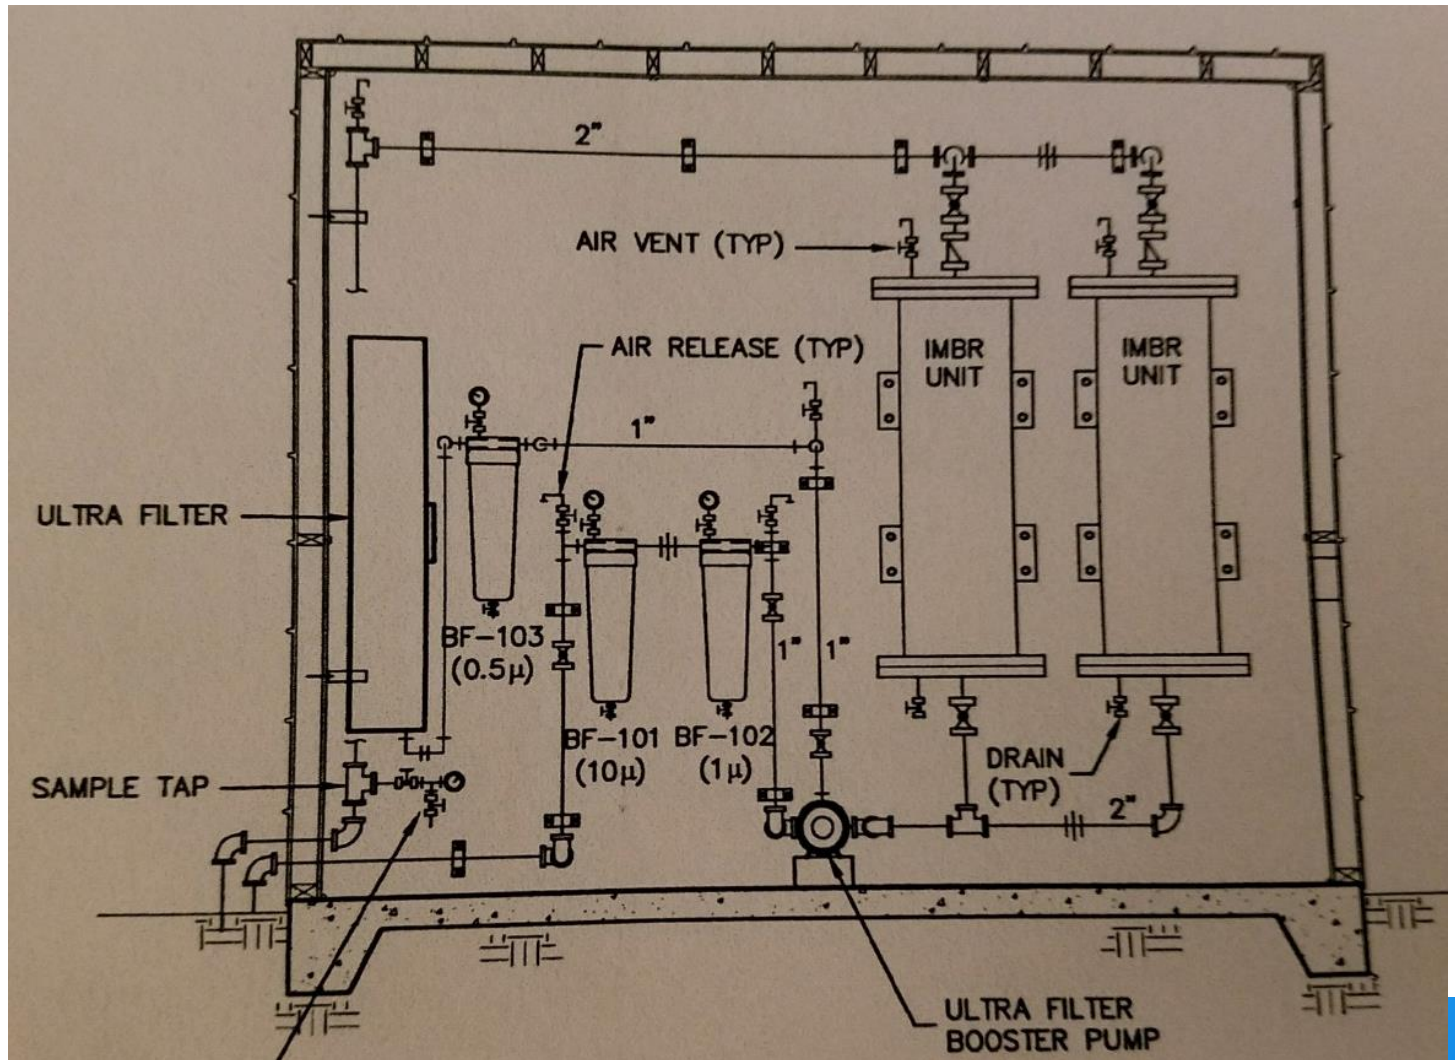 2"
AIR VENT (TYP)
AIR RELEASE (TYP)
IMBR
UNIT
IMBR
UNIT
1"
ULTRA FILTER
BF-103
(0.5µ)
1"
1"
BF-101
(10µ)
BF-102
(1µ)
SAMPLE TAP
DRAIN
(TYP)
2"
ULTRA FILTER
BOOSTER PUMP